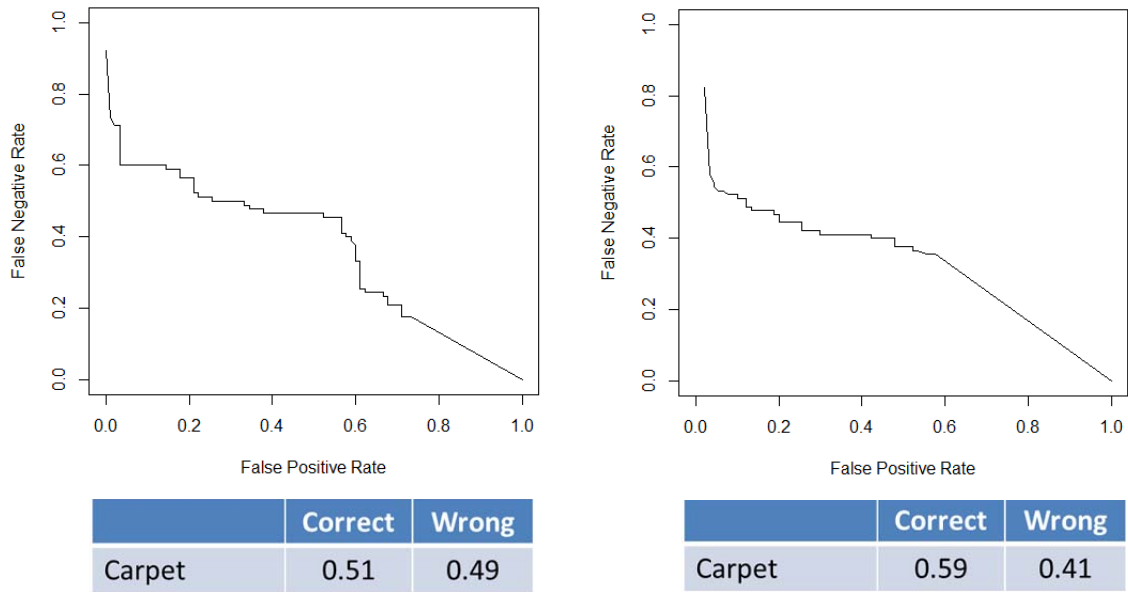 False Negative Rate
1.0
0.8
0.6
0.4
0.2
0.0
0.0 0.2 0.4 0.6 0.8 1.0
False Positive Rate
Correct Wrong
Carpet 0.51 0.49
False Negative Rate
1.0
0.8
0.6
0.4
0.2
0.0
0.0 0.2 0.4 0.6 0.8 1.0
False Positive Rate
Correct Wrong
Carpet 0.59 0.41